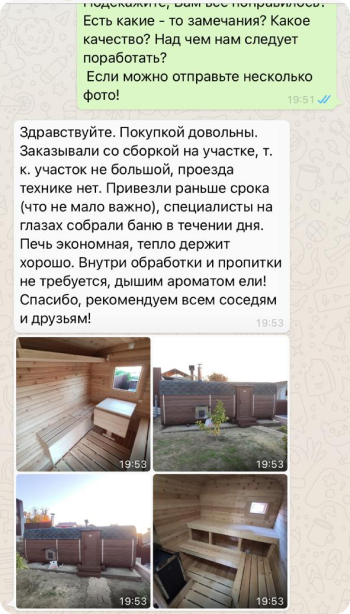 Подскажите, Вам все понравилось?
Есть какие - то замечания? Какое
качество? Над чем нам следует
поработать?
Если можно отправьте несколько
фото!
19:51
Здравствуйте. Покупкой довольны.
Заказывали со сборкой на участке, т.
к. участок не большой, проезда
технике нет. Привезли раньше срока
(что не мало важно), специалисты на
глазах собрали баню в течении дня.
Печь экономная, тепло держит
хорошо. Внутри обработки и пропитки
не требуется, дышим ароматом ели!
Спасибо, рекомендуем всем соседям
и друзьям!
19:53
19:53
19:53
19:53
19:53